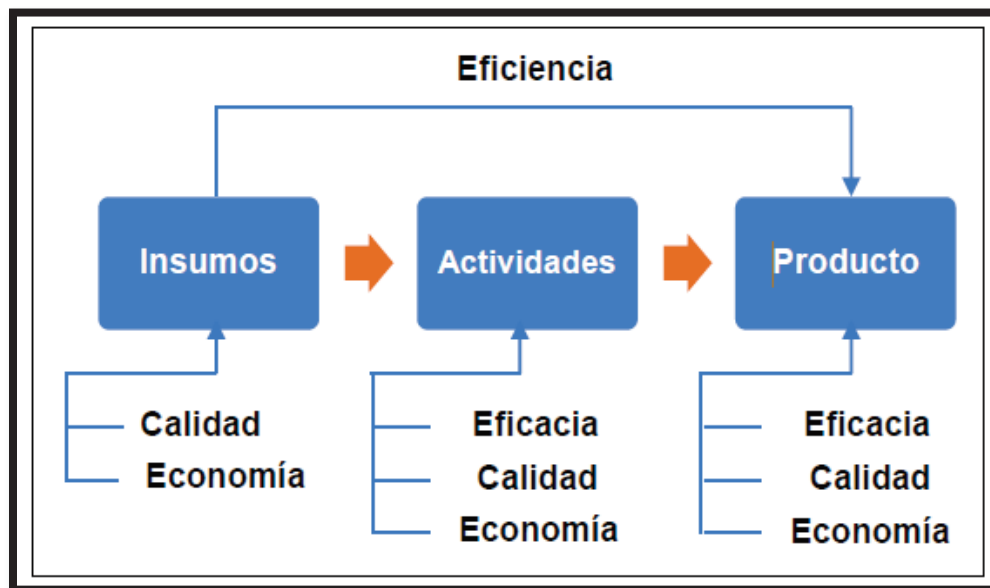 Eficiencia
Insumos
Actividades
Producto
Calidad
Economía
Eficacia
Calidad
Economía
Eficacia
Calidad
Economía